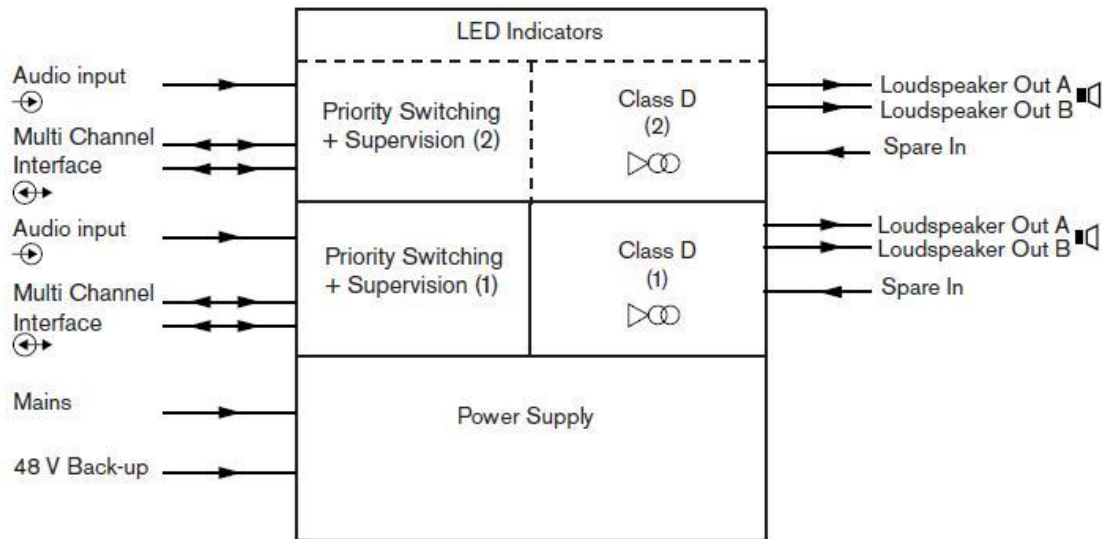 LED Indicators
Audio input
Multi Channel
Interface
Priority Switching
+ Supervision (2)
Class D
(2)
Loudspeaker Out A
Loudspeaker Out B
Spare In
Audio input
Multi Channel
Interface
Priority Switching
+ Supervision (1)
Class D
(1)
Loudspeaker Out A
Loudspeaker Out B
Spare In
Mains
48 V Back-up
Power Supply